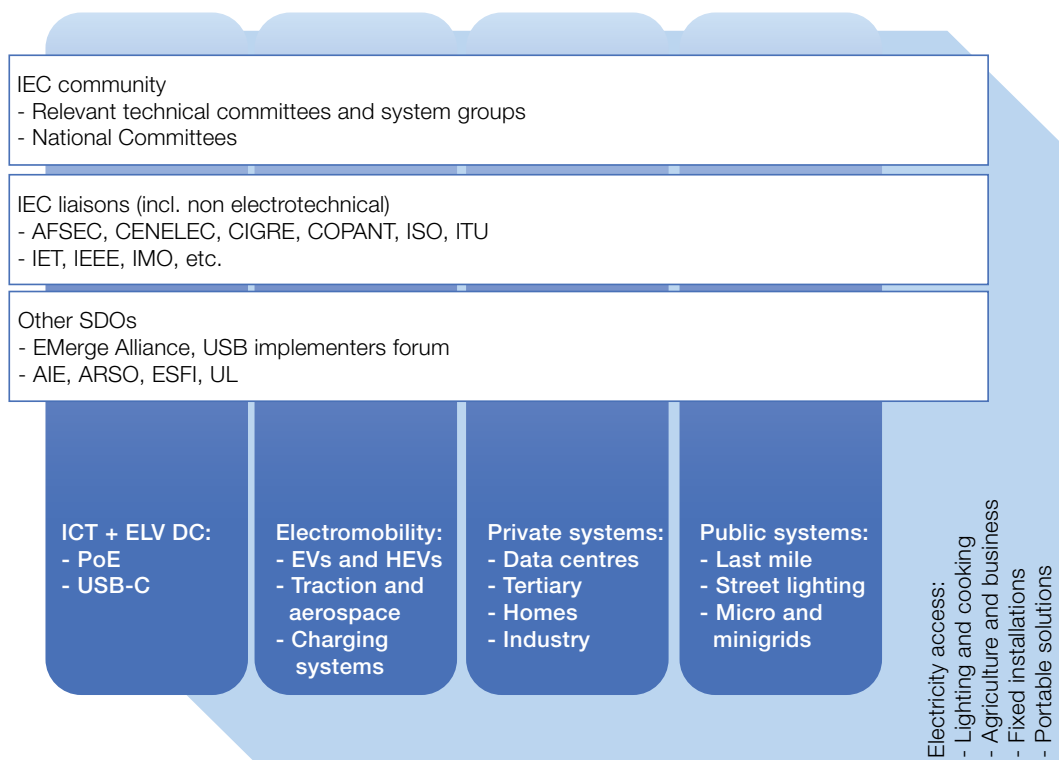 IEC community
- Relevant technical committees and system groups
- National Committees
IEC liaisons (incl. non electrotechnical)
- AFSEC, CENELEC, CIGRE, COPANT, ISO, ITU
- IET, IEEE, IMO, etc.
Other SDOs
- EMerge Alliance, USB implementers forum
- AIE, ARSO, ESFI, UL
ICT + ELV DC:
- PoE
- USB-C
Electromobility:
- EVs and HEVs
- Traction and
aerospace
- Charging
systems
Private systems:
- Data centres
- Tertiary
- Homes
- Industry
Public systems:
- Last mile
- Street lighting
- Micro and
minigrids
Electricity access:
- Lighting and cooking
- Agriculture and business
- Fixed installations
- Portable solutions